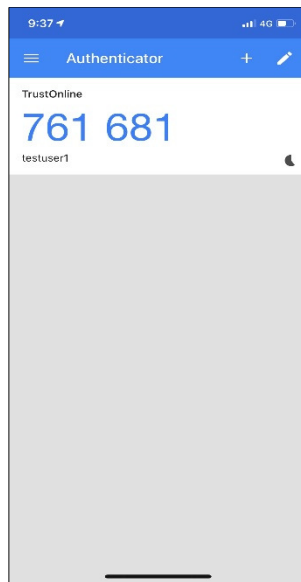 9:37
4G
Authenticator
TrustOnline
761 681
testuser1